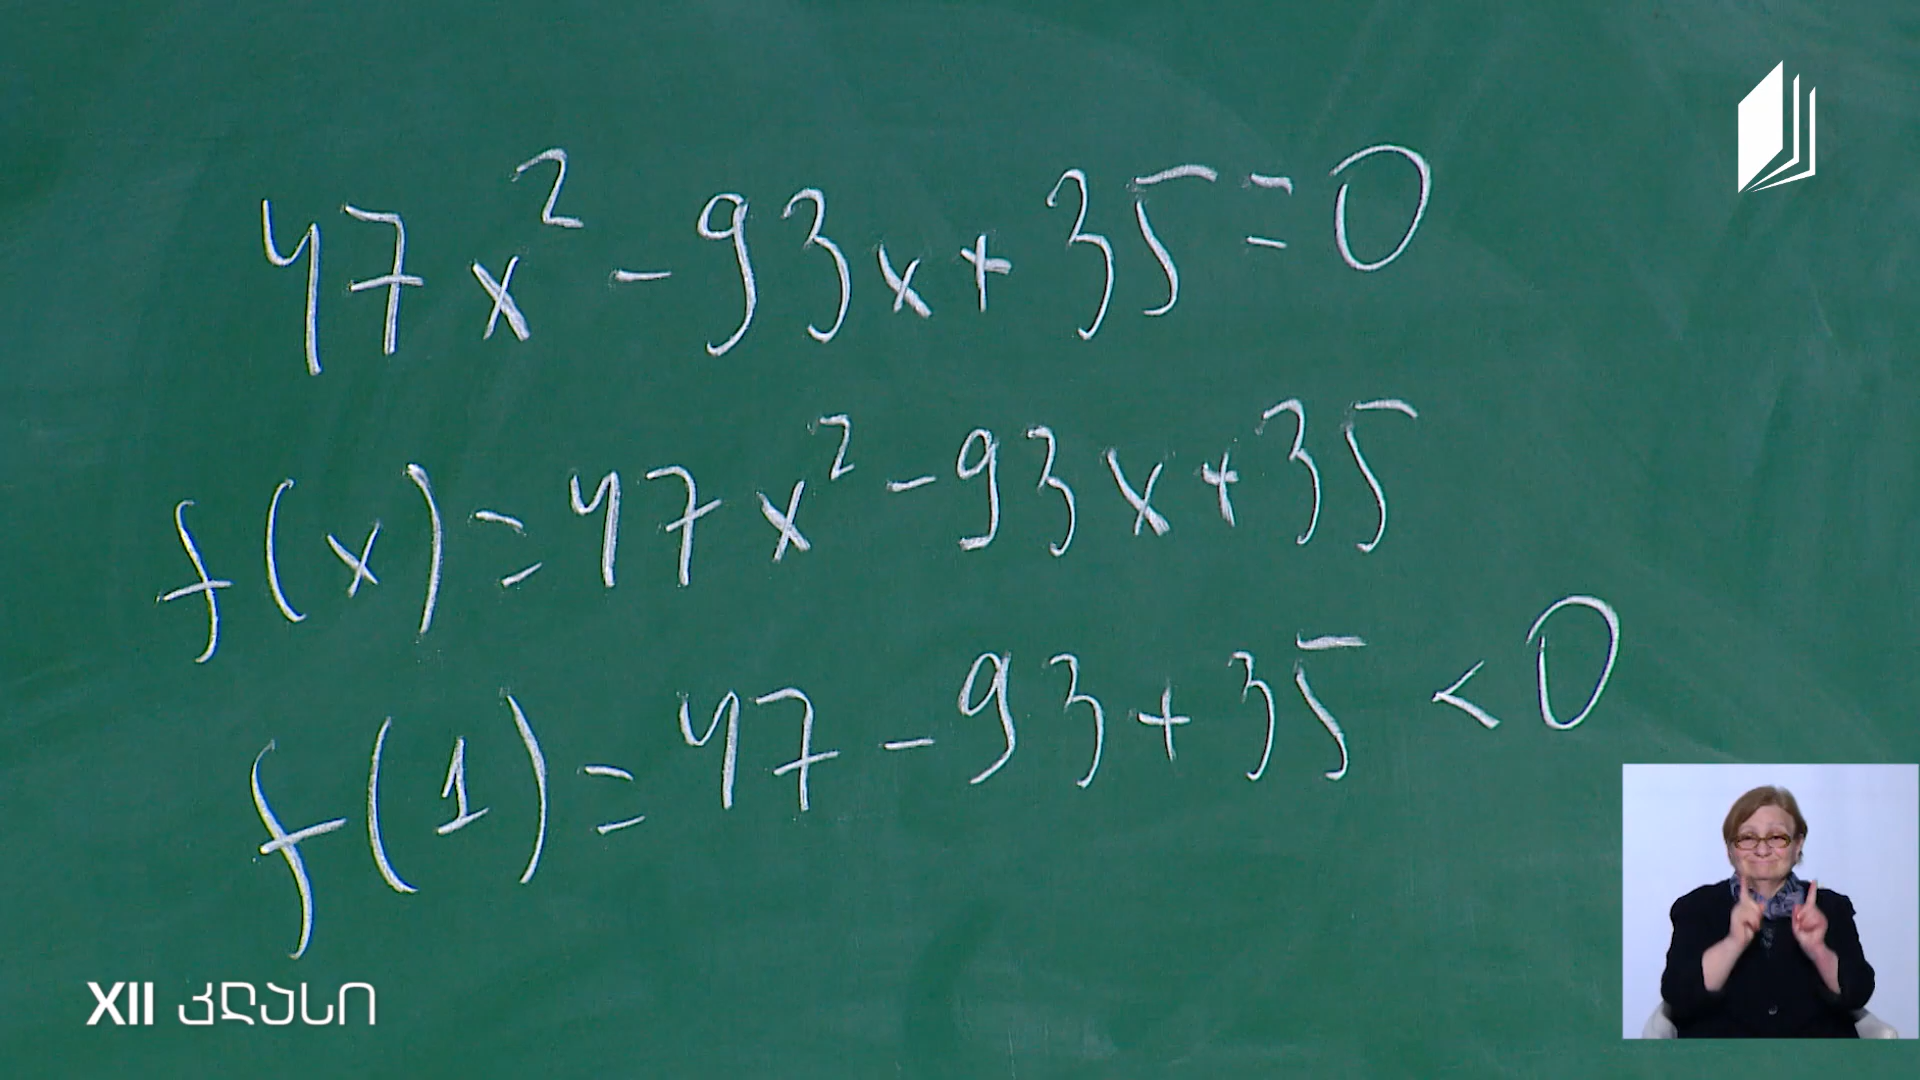 47x² - 93x + 35 = 0
f(x) = 47x² - 93x + 35
f(1) = 47 - 93 + 35 < 0
XII კლასი